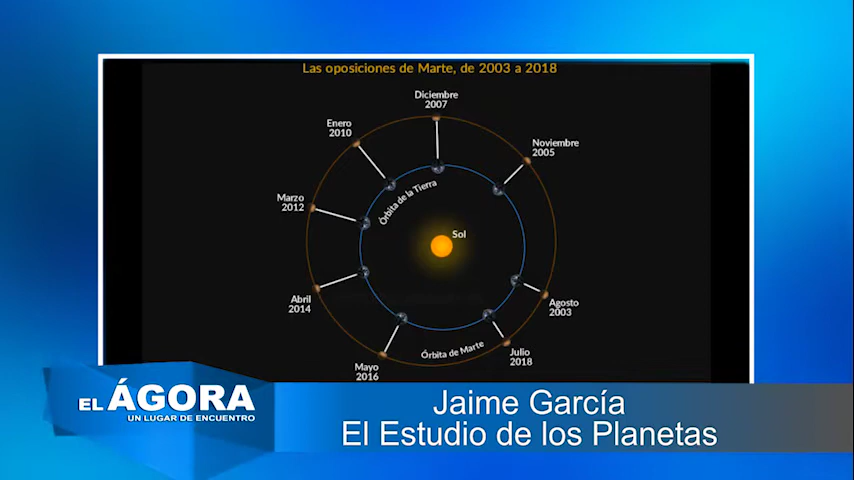 Las oposiciones de Marte, de 2003 a 2018
Diciembre
2007
Enero
2010
Noviembre
2005
Marzo
2012
Órbita de la Tierra
Sol
Abril
2014
Agosto
2003
Órbita de Marte
Julio
2018
Mayo
2016
EL ÁGORA
UN LUGAR DE ENCUENTRO
Jaime García
El Estudio de los Planetas